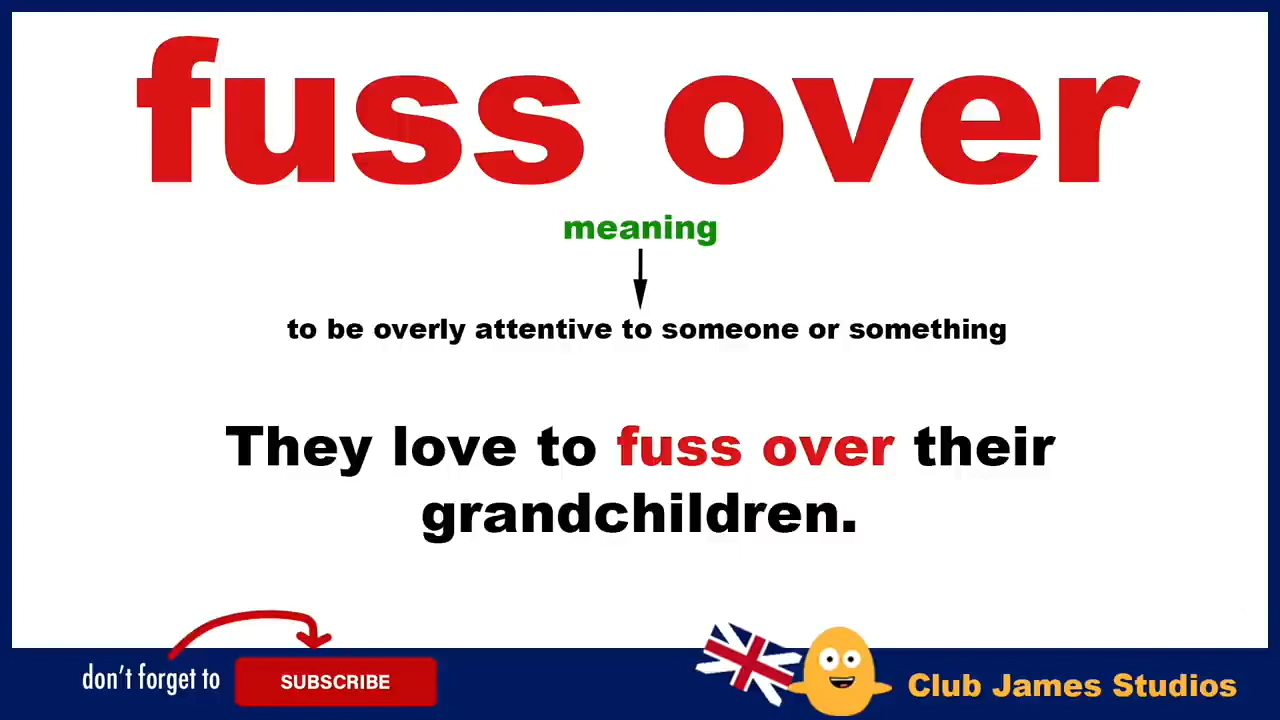 fuss over
meaning
to be overly attentive to someone or something
They love to fuss over their
grandchildren.
don't forget to
SUBSCRIBE
Club James Studios